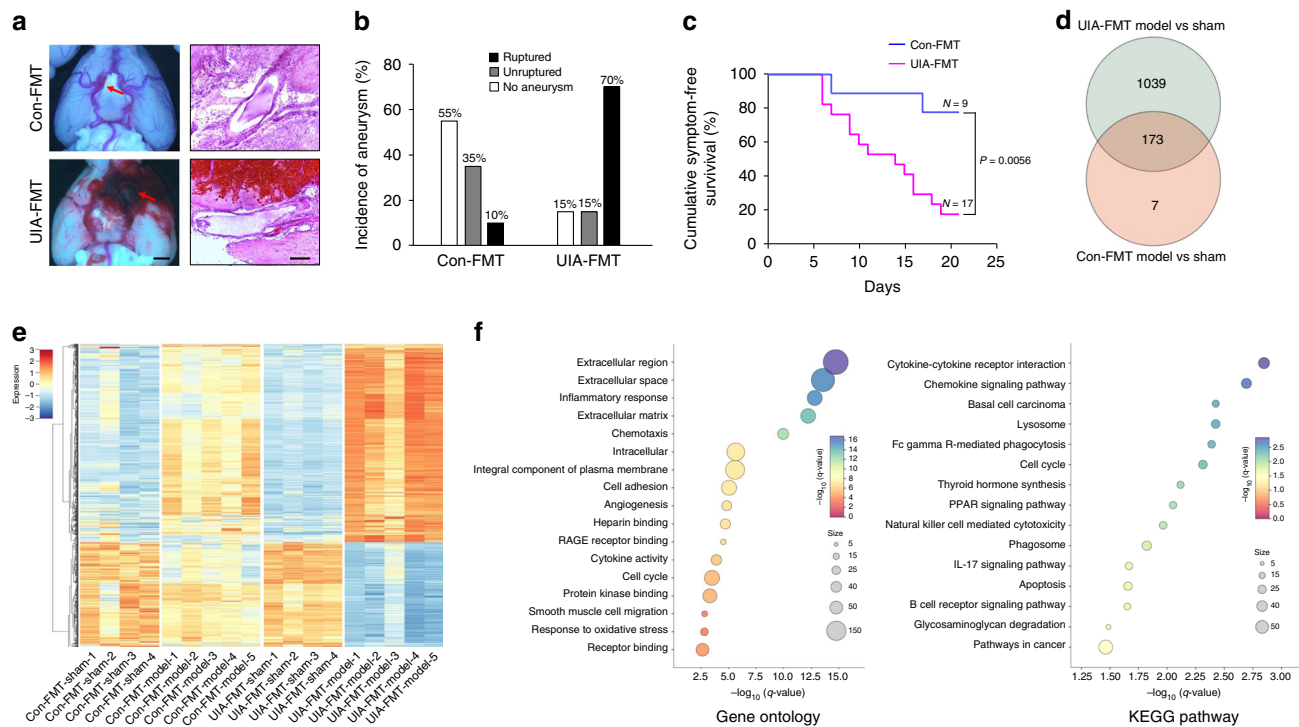 a
Con-FMT
UIA-FMT
b
Ruptured
Unruptured
No aneurysm
Incidence of aneurysm (%)
80
60
40
20
0
55%
35%
10%
15%
15%
70%
Con-FMT
UIA-FMT
c
Con-FMT
UIA-FMT
Cumulative symptom-free
survival (%)
100
80
60
40
20
0
N = 9
P = 0.0056
N = 17
0
5
10
15
20
25
Days
d
UIA-FMT model vs sham
1039
173
7
Con-FMT model vs sham
e
Expression
3
2
1
0
−1
−2
−3
Con-FMT-sham-1
Con-FMT-sham-2
Con-FMT-sham-3
Con-FMT-sham-4
Con-FMT-model-1
Con-FMT-model-2
Con-FMT-model-3
Con-FMT-model-4
Con-FMT-model-5
UIA-FMT-sham-1
UIA-FMT-sham-2
UIA-FMT-sham-3
UIA-FMT-sham-4
UIA-FMT-model-1
UIA-FMT-model-2
UIA-FMT-model-3
UIA-FMT-model-4
UIA-FMT-model-5
f
Extracellular region
Extracellular space
Inflammatory response
Extracellular matrix
Chemotaxis
Intracellular
Integral component of plasma membrane
Cell adhesion
Angiogenesis
Heparin binding
RAGE receptor binding
Cytokine activity
Cell cycle
Protein kinase binding
Smooth muscle cell migration
Response to oxidative stress
Receptor binding
16
14
12
10
8
6
4
2
0
−log10 (q-value)
Size
5
15
25
40
50
150
2.5
5.0
7.5
10.0
12.5
15.0
−log10 (q-value)
Gene ontology
Cytokine-cytokine receptor interaction
Chemokine signaling pathway
Basal cell carcinoma
Lysosome
Fc gamma R-mediated phagocytosis
Cell cycle
Thyroid hormone synthesis
PPAR signaling pathway
Natural killer cell mediated cytotoxicity
Phagosome
IL-17 signaling pathway
Apoptosis
B cell receptor signaling pathway
Glycosaminoglycan degradation
Pathways in cancer
2.5
2.0
1.5
1.0
0.5
0.0
−log10 (q-value)
Size
5
15
25
40
50
1.25
1.50
1.75
2.00
2.25
2.50
2.75
3.00
−log10 (q-value)
KEGG pathway